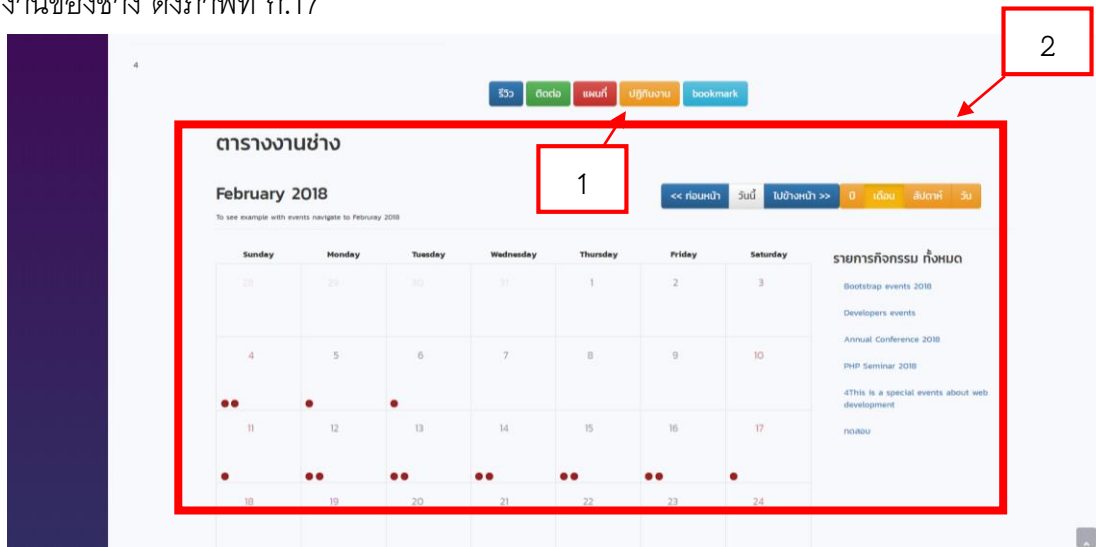 งานของช่าง ดังภาพที่ ก.17
2
4
รีวิว ติดต่อ แผนที่ ปฏิทินงาน bookmark
ตารางงานช่าง
1
February 2018
<< ก่อนหน้า วันนี้ ไปข้างหน้า >> ปี เดือน สัปดาห์ วัน
To see example with events navigate to Februray 2018
Sunday Monday Tuesday Wednesday Thursday Friday Saturday
รายการกิจกรรม ทั้งหมด
28 29 30 31 1 2 3
Bootstrap events 2018
Developers events
Annual Conference 2018
4 5 6 7 8 9 10
PHP Seminar 2018
4This is a special events about web
development
11 12 13 14 15 16 17
ทดสอบ
18 19 20 21 22 23 24